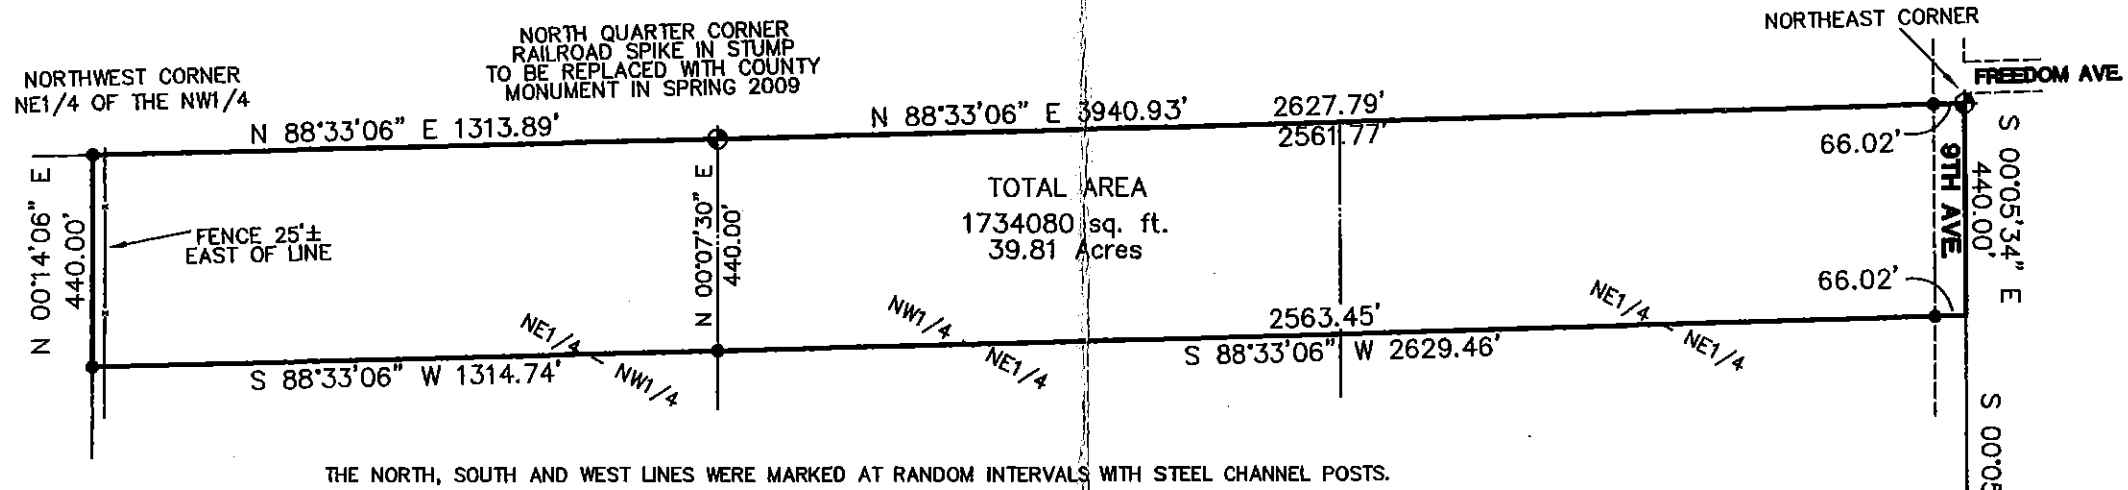 NORTHWEST CORNER
NE1/4 OF THE NW1/4
NORTH QUARTER CORNER
RAILROAD SPIKE IN STUMP
TO BE REPLACED WITH COUNTY
MONUMENT IN SPRING 2009
NORTHEAST CORNER
FREEDOM AVE.
N 88°33'06" E 1313.89'
N 88°33'06" E 3940.93'
2627.79'
2561.77'
66.02'
N 00°14'06" E
440.00'
FENCE 25'±
EAST OF LINE
N 00°07'30" E
440.00'
TOTAL AREA
1734080 sq. ft.
39.81 Acres
9TH AVE
S 00°05'34" E
440.00'
66.02'
NE1/4
NW1/4
NW1/4
NE1/4
NE1/4
NE1/4
2563.45'
S 88°33'06" W 1314.74'
S 88°33'06" W 2629.46'
S 00°05
THE NORTH, SOUTH AND WEST LINES WERE MARKED AT RANDOM INTERVALS WITH STEEL CHANNEL POSTS.